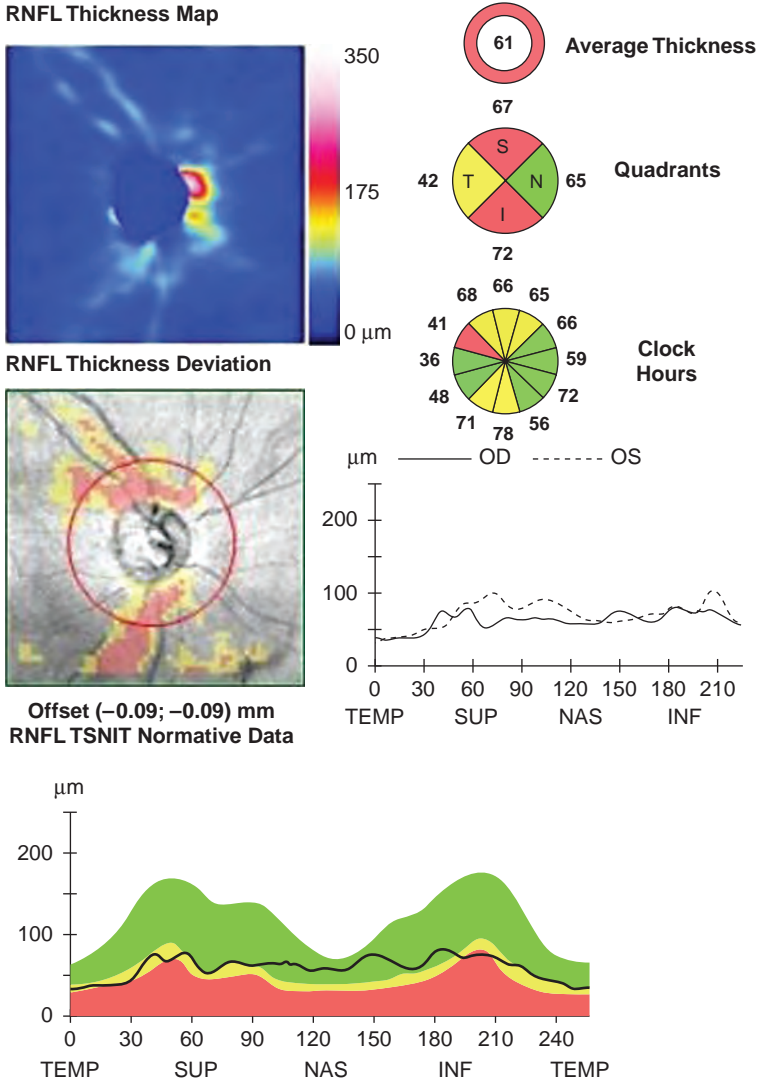 RNFL Thickness Map
350
175
0 μm
61
Average Thickness
67
S
42 T N 65
I
72
Quadrants
66
68 65
41 66
36 59
48 72
71 56
78
Clock
Hours
RNFL Thickness Deviation
Offset (–0.09; –0.09) mm
μm OD OS
200
100
0
0 30 60 90 120 150 180 210
TEMP SUP NAS INF
RNFL TSNIT Normative Data
μm
200
100
0
0 30 60 90 120 150 180 210 240
TEMP SUP NAS INF TEMP